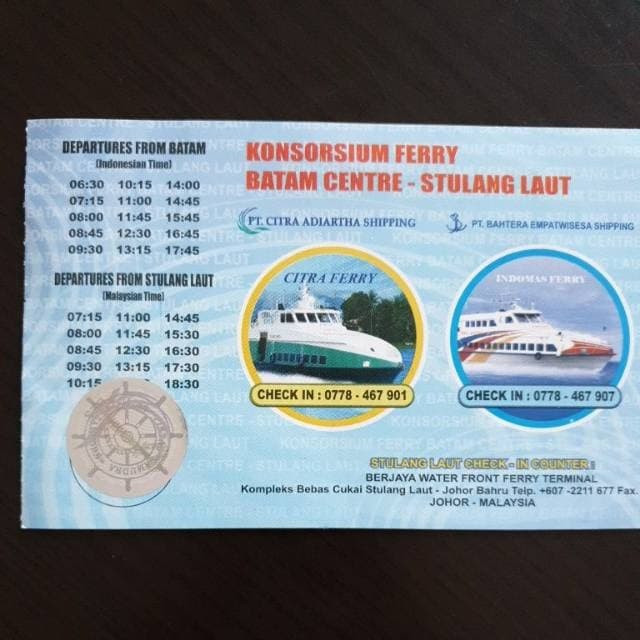 DEPARTURES FROM BATAM
(Indonesian Time)
06:30 10:15 14:00
07:15 11:00 14:45
08:00 11:45 15:45
08:45 12:30 16:45
09:30 13:15 17:45
DEPARTURES FROM STULANG LAUT
(Malaysian Time)
07:15 11:00 14:45
08:00 11:45 15:30
08:45 12:30 16:30
09:30 13:15 17:30
10:15 18:30
KONSORSIUM FERRY
BATAM CENTRE - STULANG LAUT
PT. CITRA ADIARTHA SHIPPING
PT. BAHTERA EMPATWISESA SHIPPING
CITRA FERRY
CHECK IN : 0778 - 467 901
INDOMAS FERRY
CHECK IN : 0778 - 467 907
STULANG LAUT CHECK - IN COUNTER :
BERJAYA WATER FRONT FERRY TERMINAL
Kompleks Bebas Cukai Stulang Laut - Johor Bahru Telp. +607 -2211 677 Fax.
JOHOR - MALAYSIA